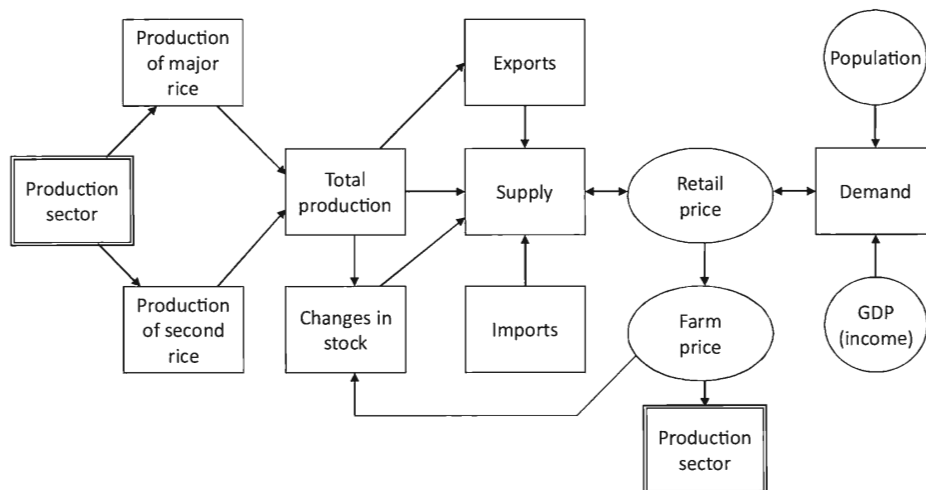 Production
of major
rice
Exports
Population
Production
sector
Total
production
Supply
Retail
price
Demand
Production
of second
rice
Changes in
stock
Imports
Farm
price
GDP
(income)
Production
sector